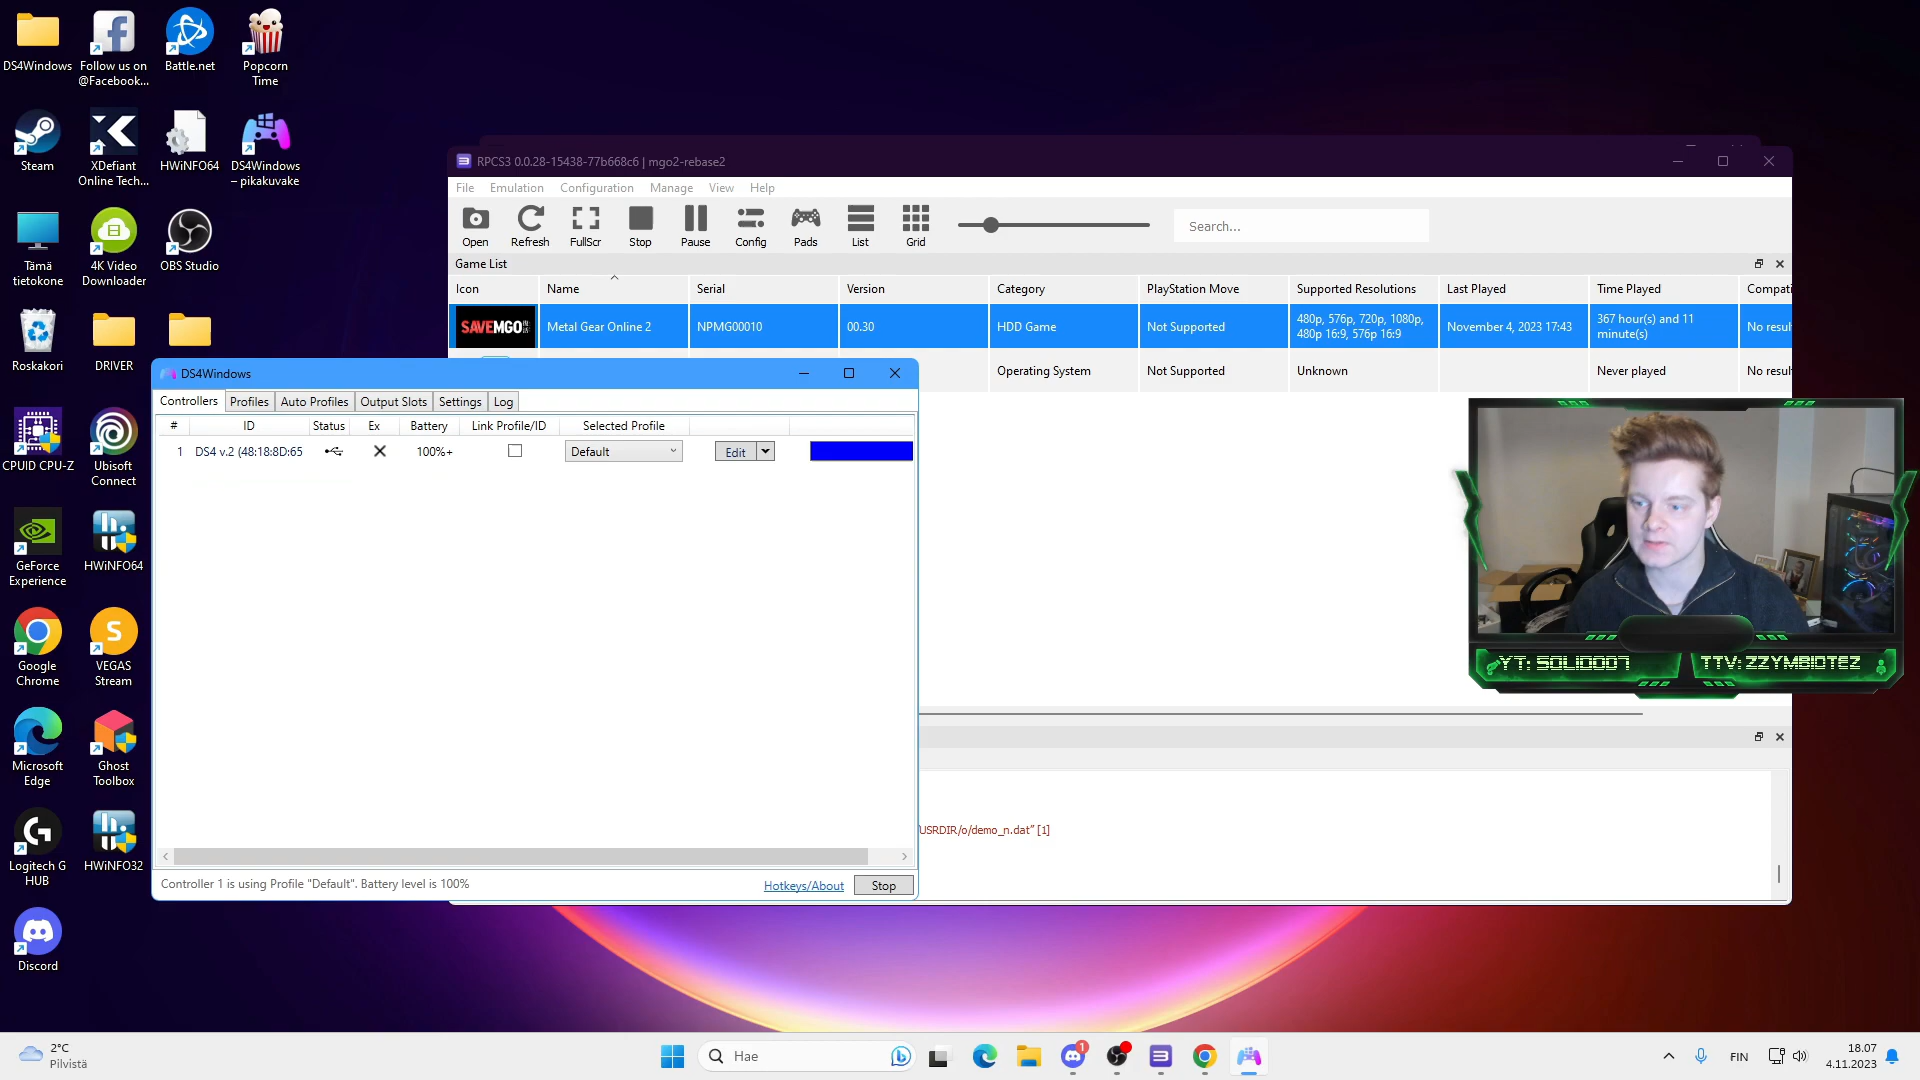 DS4Windows
Follow us on
@Facebook...
Battle.net
Popcorn
Time
Steam
XDefiant
Online Tech...
HWiNFO64
DS4Windows
– pikakuvake
Tämä
tietokone
4K Video
Downloader
OBS Studio
Roskakori
DRIVER
CPUID CPU-Z
Ubisoft
Connect
GeForce
Experience
HWiNFO64
Google
Chrome
VEGAS
Stream
Microsoft
Edge
Ghost
Toolbox
Logitech G
HUB
HWiNFO32
Discord
RPCS3 0.0.28-15438-77b668c6 | mgo2-rebase2
File Emulation Configuration Manage View Help
Open Refresh FullScr Stop Pause Config Pads List Grid
Search...
Game List
Icon Name Serial Version Category PlayStation Move Supported Resolutions Last Played Time Played Compati
SAVEMGO Metal Gear Online 2 NPMG00010 00.30 HDD Game Not Supported 480p, 576p, 720p, 1080p, November 4, 2023 17:43 367 hour(s) and 11 No resul
480p 16:9, 576p 16:9 minute(s)
Operating System Not Supported Unknown Never played No resul
DS4Windows
Controllers Profiles Auto Profiles Output Slots Settings Log
# ID Status Ex Battery Link Profile/ID Selected Profile
1 DS4 v.2 (48:18:8D:65 100%+ Default Edit
Controller 1 is using Profile "Default". Battery level is 100%
Hotkeys/About Stop
USRDIR/o/demo_n.dat" [1]
YT: SOLIDOO7 TTV: ZZYMBIOTEZ
2°C
Pilvistä
Hae
1
FIN
18.07
4.11.2023